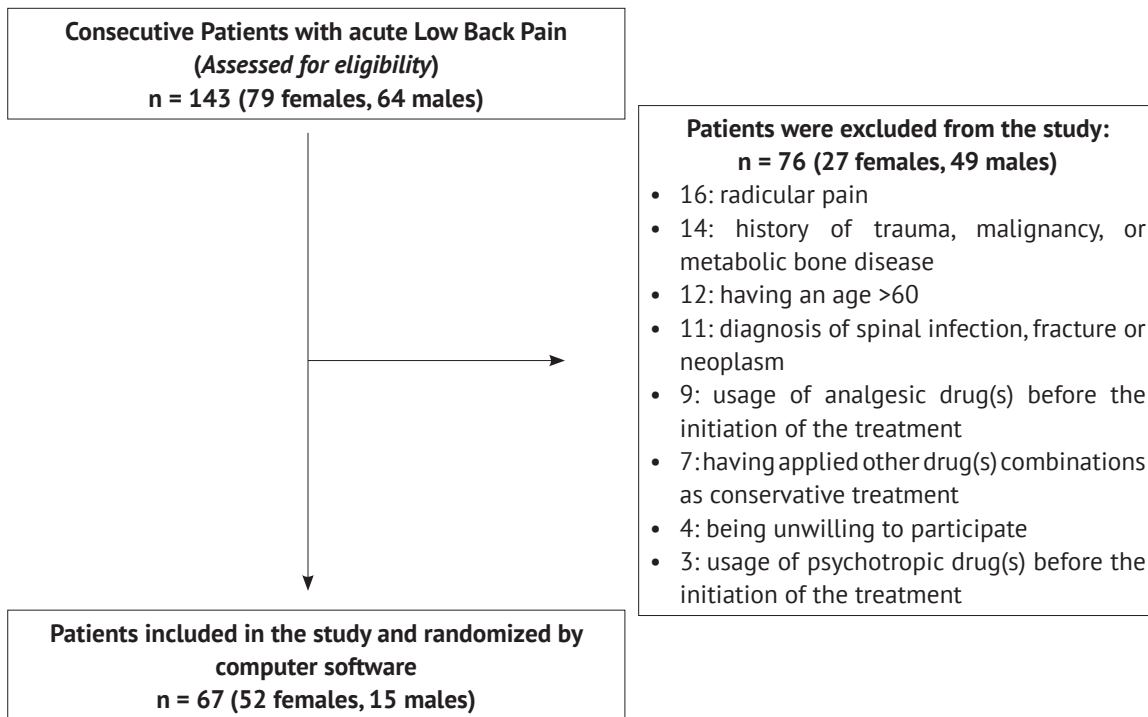 Consecutive Patients with acute Low Back Pain
(Assessed for eligibility)
n = 143 (79 females, 64 males)
Patients were excluded from the study:
n = 76 (27 females, 49 males)
• 16: radicular pain
• 14: history of trauma, malignancy, or
metabolic bone disease
• 12: having an age >60
• 11: diagnosis of spinal infection, fracture or
neoplasm
• 9: usage of analgesic drug(s) before the
initiation of the treatment
• 7: having applied other drug(s) combinations
as conservative treatment
• 4: being unwilling to participate
• 3: usage of psychotropic drug(s) before the
initiation of the treatment
Patients included in the study and randomized by
computer software
n = 67 (52 females, 15 males)